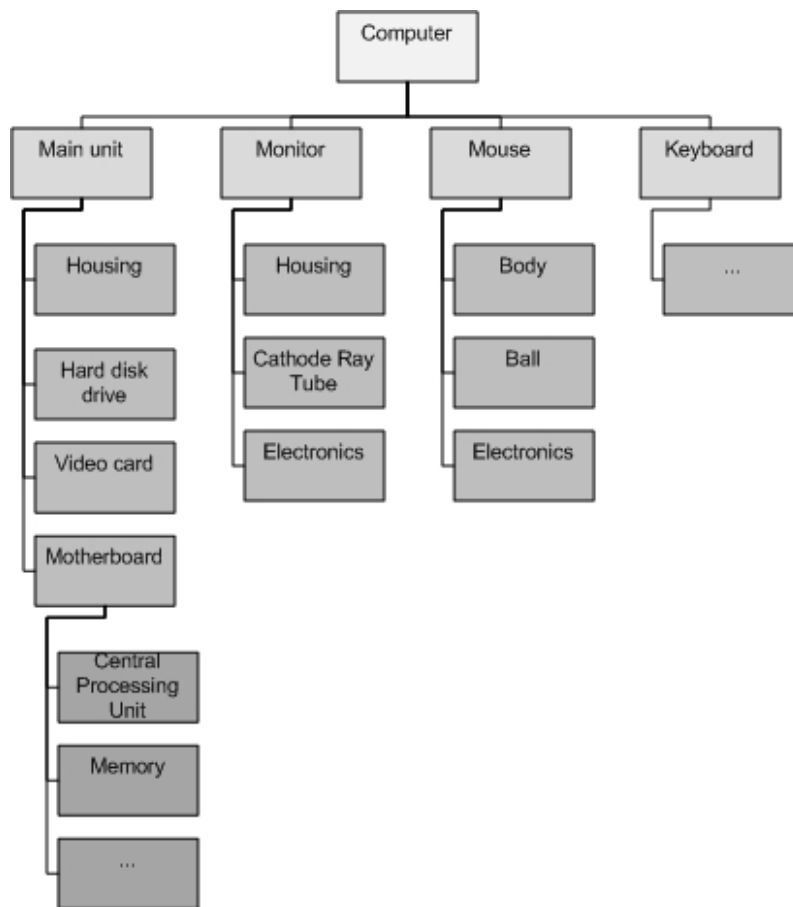 Computer
Main unit
Monitor
Mouse
Keyboard
Housing
Housing
Body
...
Hard disk
drive
Cathode Ray
Tube
Ball
Video card
Electronics
Electronics
Motherboard
Central
Processing
Unit
Memory
...